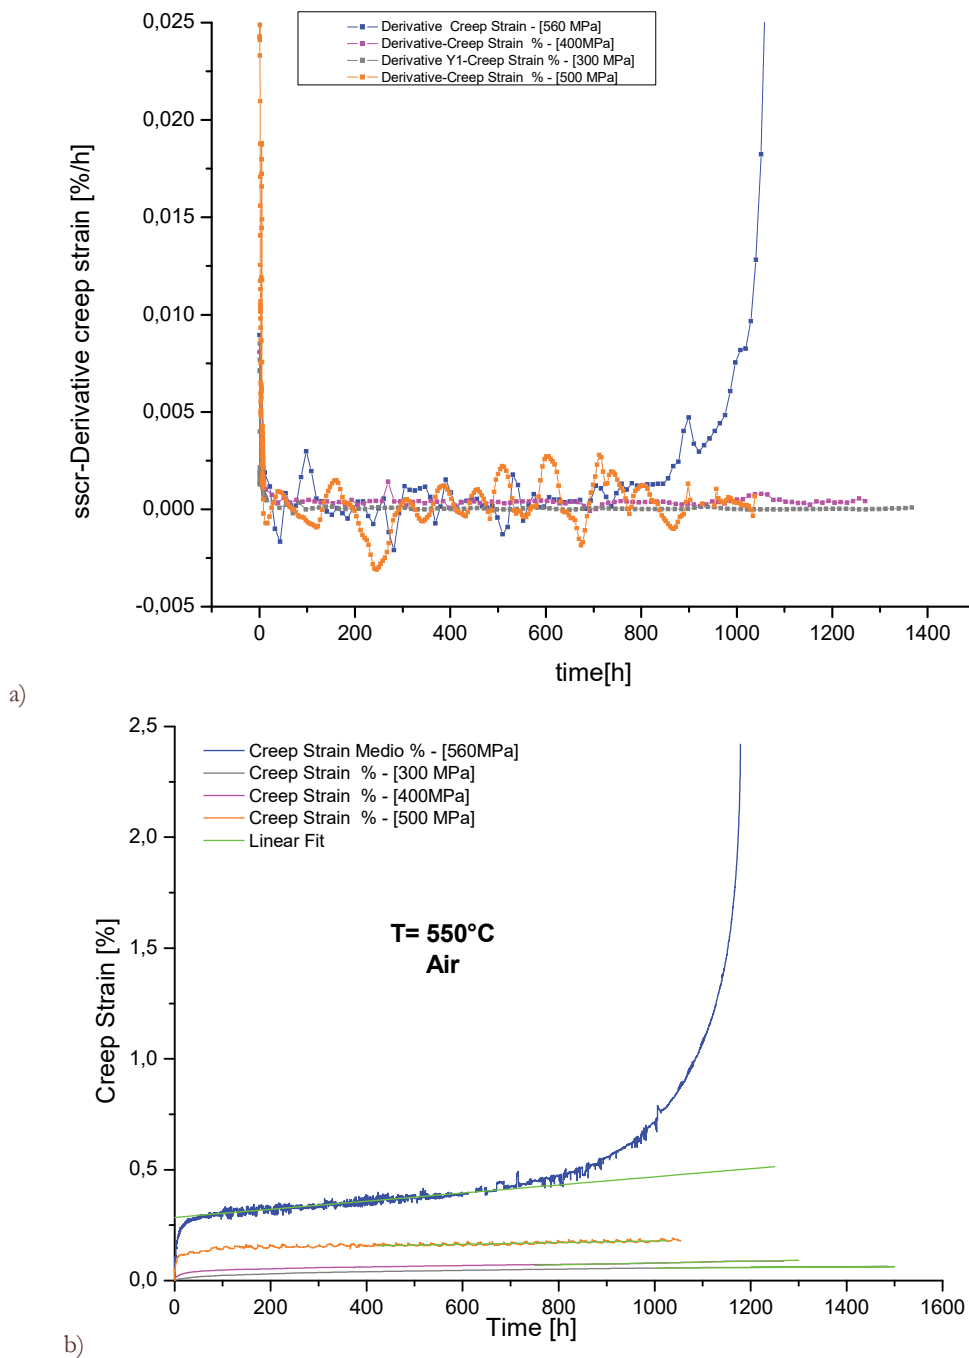 0,025
0,020
0,015
0,010
0,005
0,000
-0,005
sscr-Derivative creep strain [%/h]
Derivative  Creep Strain - [560 MPa]
Derivative-Creep Strain  % - [400MPa]
Derivative Y1-Creep Strain % - [300 MPa]
Derivative-Creep Strain  % - [500 MPa]
0 200 400 600 800 1000 1200 1400
time[h]
a)
2,5
2,0
1,5
1,0
0,5
0,0
Creep Strain [%]
Creep Strain Medio % - [560MPa]
Creep Strain  % - [300 MPa]
Creep Strain  % - [400MPa]
Creep Strain  % - [500 MPa]
Linear Fit
T= 550°C
Air
0 200 400 600 800 1000 1200 1400 1600
Time [h]
b)